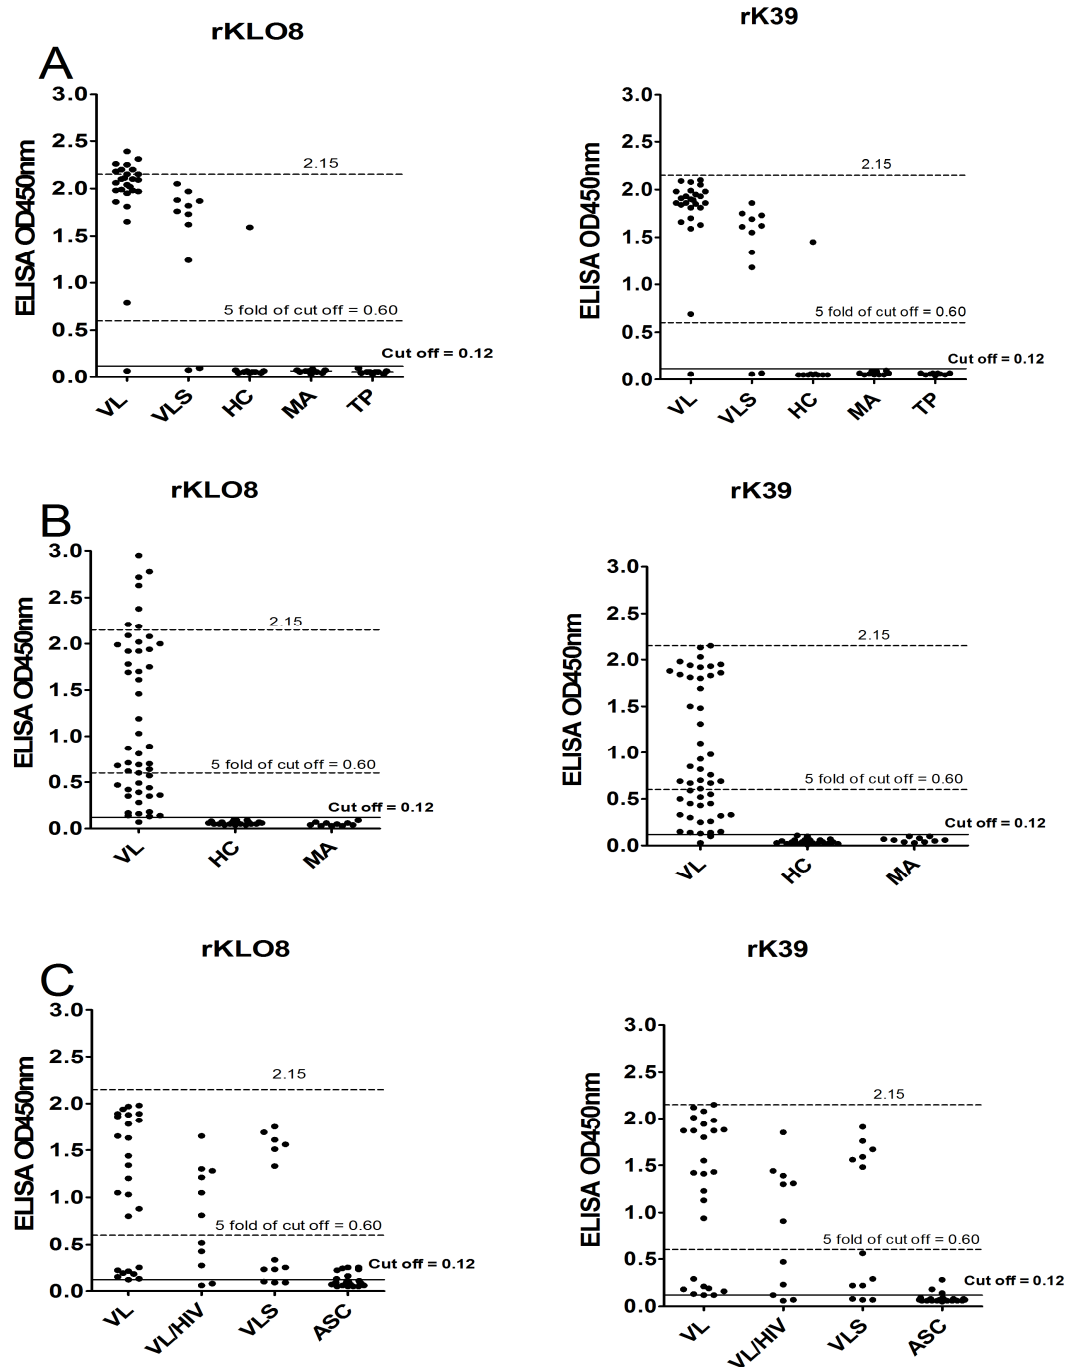 rKLO8
rK39
A
3.0
2.5
2.0
1.5
1.0
0.5
0.0
ELISA OD450nm
2.15
5 fold of cut off = 0.60
Cut off = 0.12
VL
VLS
HC
MA
TP
3.0
2.5
2.0
1.5
1.0
0.5
0.0
ELISA OD450nm
2.15
5 fold of cut off = 0.60
Cut off = 0.12
VL
VLS
HC
MA
TP
rKLO8
rK39
B
3.0
2.5
2.0
1.5
1.0
0.5
0.0
ELISA OD450nm
2.15
5 fold of cut off = 0.60
Cut off = 0.12
VL
HC
MA
3.0
2.5
2.0
1.5
1.0
0.5
0.0
ELISA OD450nm
2.15
5 fold of cut off = 0.60
Cut off = 0.12
VL
HC
MA
rKLO8
rK39
C
3.0
2.5
2.0
1.5
1.0
0.5
0.0
ELISA OD450nm
2.15
5 fold of cut off = 0.60
Cut off = 0.12
VL
VL/HIV
VLS
ASC
3.0
2.5
2.0
1.5
1.0
0.5
0.0
ELISA OD450nm
2.15
5 fold of cut off = 0.60
Cut off = 0.12
VL
VL/HIV
VLS
ASC